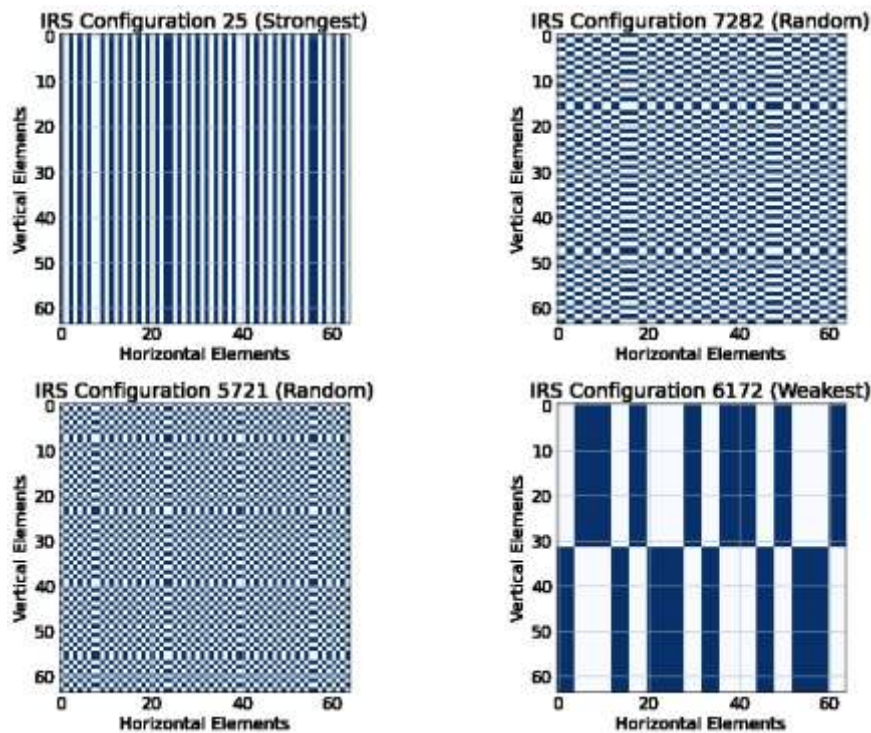 IRS Configuration 25 (Strongest)
0
10
20
30
40
50
60
Vertical Elements
0 20 40 60
Horizontal Elements
IRS Configuration 7282 (Random)
0
10
20
30
40
50
60
Vertical Elements
0 20 40 60
Horizontal Elements
IRS Configuration 5721 (Random)
0
10
20
30
40
50
60
Vertical Elements
0 20 40 60
Horizontal Elements
IRS Configuration 6172 (Weakest)
0
10
20
30
40
50
60
Vertical Elements
0 20 40 60
Horizontal Elements